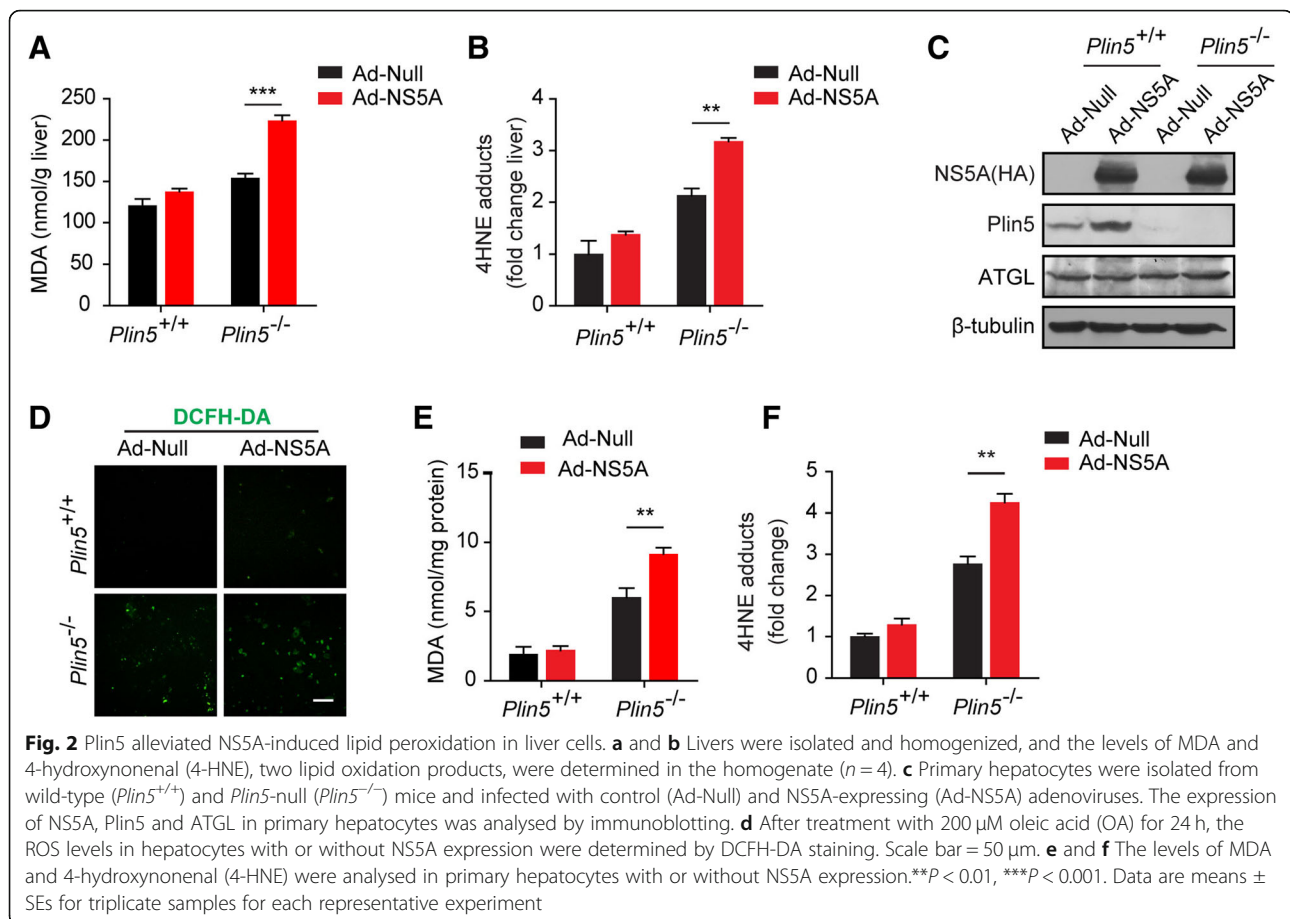 A
Ad-Null
Ad-NS5A
MDA (nmol/g liver)
250
200
150
100
50
0
***
Plin5+/+ Plin5-/-
B
Ad-Null
Ad-NS5A
4HNE adducts
(fold change liver)
4
3
2
1
0
**
Plin5+/+ Plin5-/-
C
Plin5+/+ Plin5-/-
Ad-Null Ad-NS5A Ad-Null Ad-NS5A
NS5A(HA)
Plin5
ATGL
β-tubulin
D
DCFH-DA
Ad-Null Ad-NS5A
Plin5+/+
Plin5-/-
E
Ad-Null
Ad-NS5A
MDA (nmol/mg protein)
15
10
5
0
**
Plin5+/+ Plin5-/-
F
Ad-Null
Ad-NS5A
4HNE adducts
(fold change)
5
4
3
2
1
0
**
Plin5+/+ Plin5-/-
Fig. 2 Plin5 alleviated NS5A-induced lipid peroxidation in liver cells. a and b Livers were isolated and homogenized, and the levels of MDA and
4-hydroxynonenal (4-HNE), two lipid oxidation products, were determined in the homogenate (n = 4). c Primary hepatocytes were isolated from
wild-type (Plin5+/+) and Plin5-null (Plin5−/−) mice and infected with control (Ad-Null) and NS5A-expressing (Ad-NS5A) adenoviruses. The expression
of NS5A, Plin5 and ATGL in primary hepatocytes was analysed by immunoblotting. d After treatment with 200 μM oleic acid (OA) for 24 h, the
ROS levels in hepatocytes with or without NS5A expression were determined by DCFH-DA staining. Scale bar = 50 μm. e and f The levels of MDA
and 4-hydroxynonenal (4-HNE) were analysed in primary hepatocytes with or without NS5A expression.**P < 0.01, ***P < 0.001. Data are means ±
SEs for triplicate samples for each representative experiment